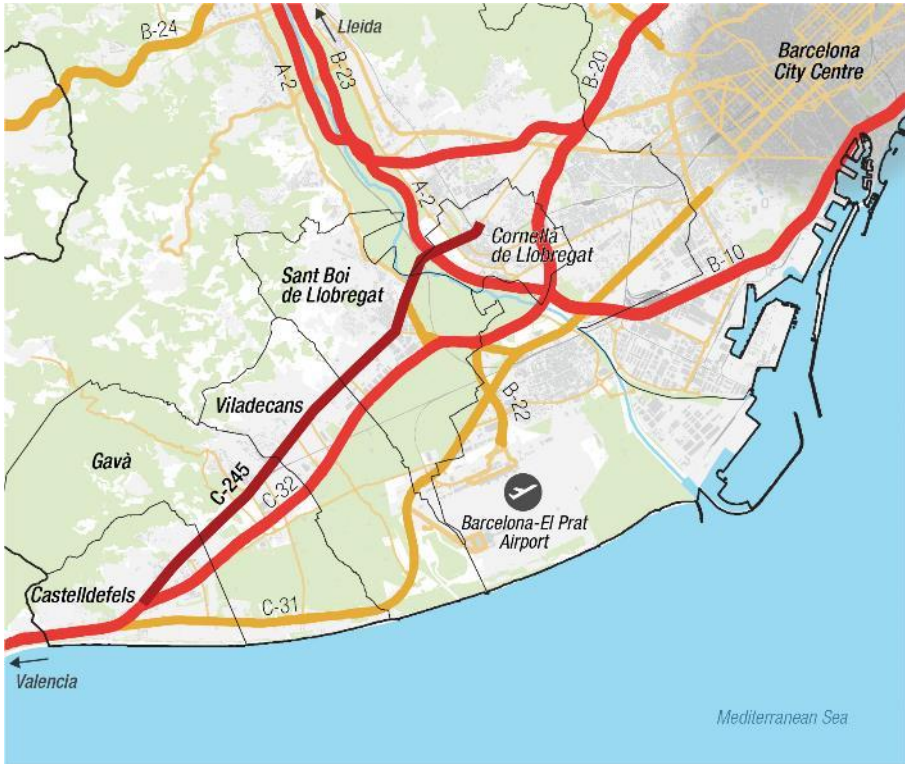 Lleida
B-24
B-23
A-2
B-20
Barcelona
City Centre
A-2
Cornellà
de Llobregat
B-10
Sant Boi
de Llobregat
Viladecans
B-22
Gavà
C-245
C-32
Barcelona-El Prat
Airport
Castelldefels
C-31
Valencia
Mediterranean Sea